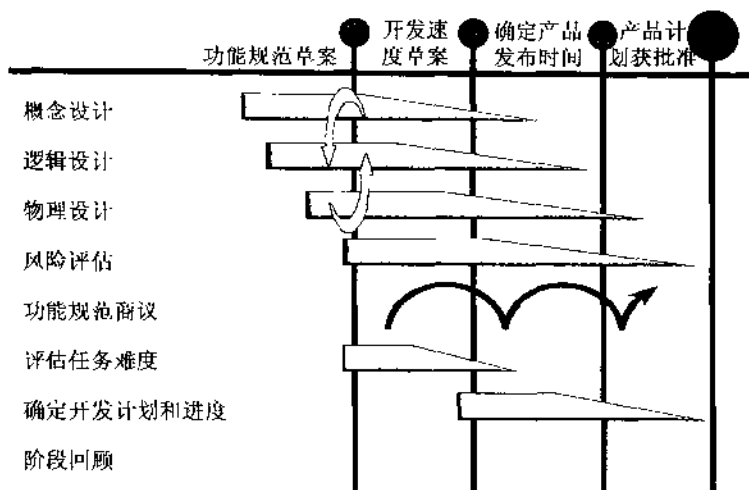 功能规范草案
开发速
度草案
确定产品
发布时间
产品计
划获批准
概念设计
逻辑设计
物理设计
风险评估
功能规范商议
评估任务难度
确定开发计划和进度
阶段回顾